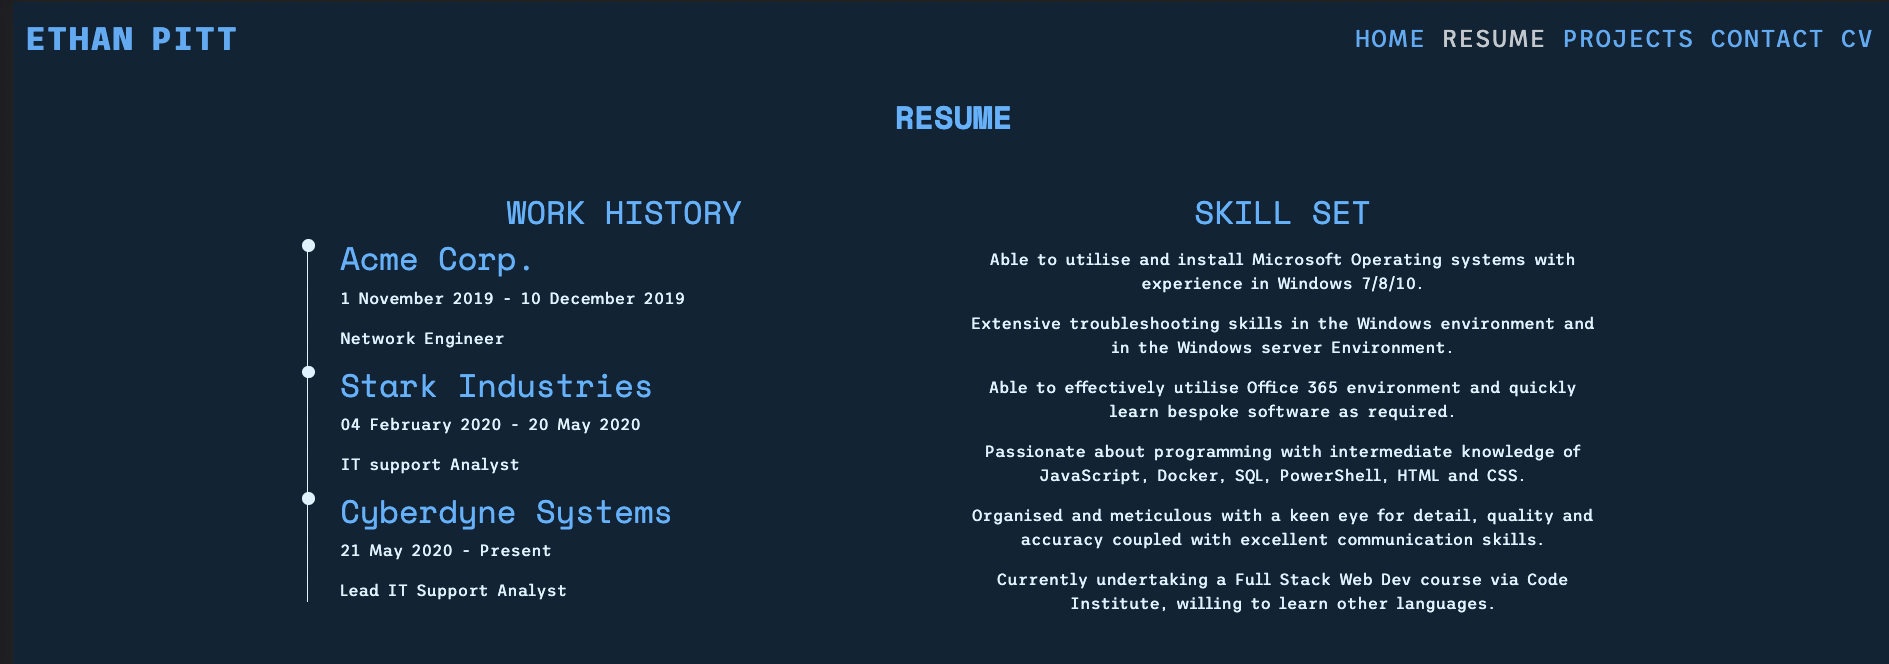 ETHAN PITT
HOME RESUME PROJECTS CONTACT CV
RESUME
WORK HISTORY
Acme Corp.
1 November 2019 - 10 December 2019
Network Engineer
Stark Industries
04 February 2020 - 20 May 2020
IT support Analyst
Cyberdyne Systems
21 May 2020 - Present
Lead IT Support Analyst
SKILL SET
Able to utilise and install Microsoft Operating systems with
experience in Windows 7/8/10.
Extensive troubleshooting skills in the Windows environment and
in the Windows server Environment.
Able to effectively utilise Office 365 environment and quickly
learn bespoke software as required.
Passionate about programming with intermediate knowledge of
JavaScript, Docker, SQL, PowerShell, HTML and CSS.
Organised and meticulous with a keen eye for detail, quality and
accuracy coupled with excellent communication skills.
Currently undertaking a Full Stack Web Dev course via Code
Institute, willing to learn other languages.